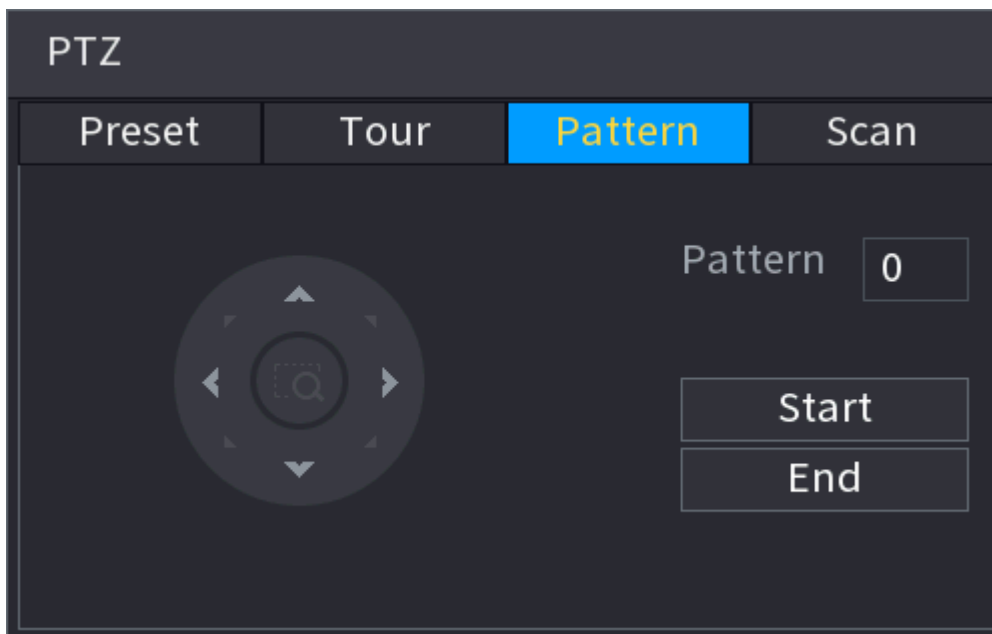 PTZ
Preset Tour Pattern Scan
Pattern 0
Start
End